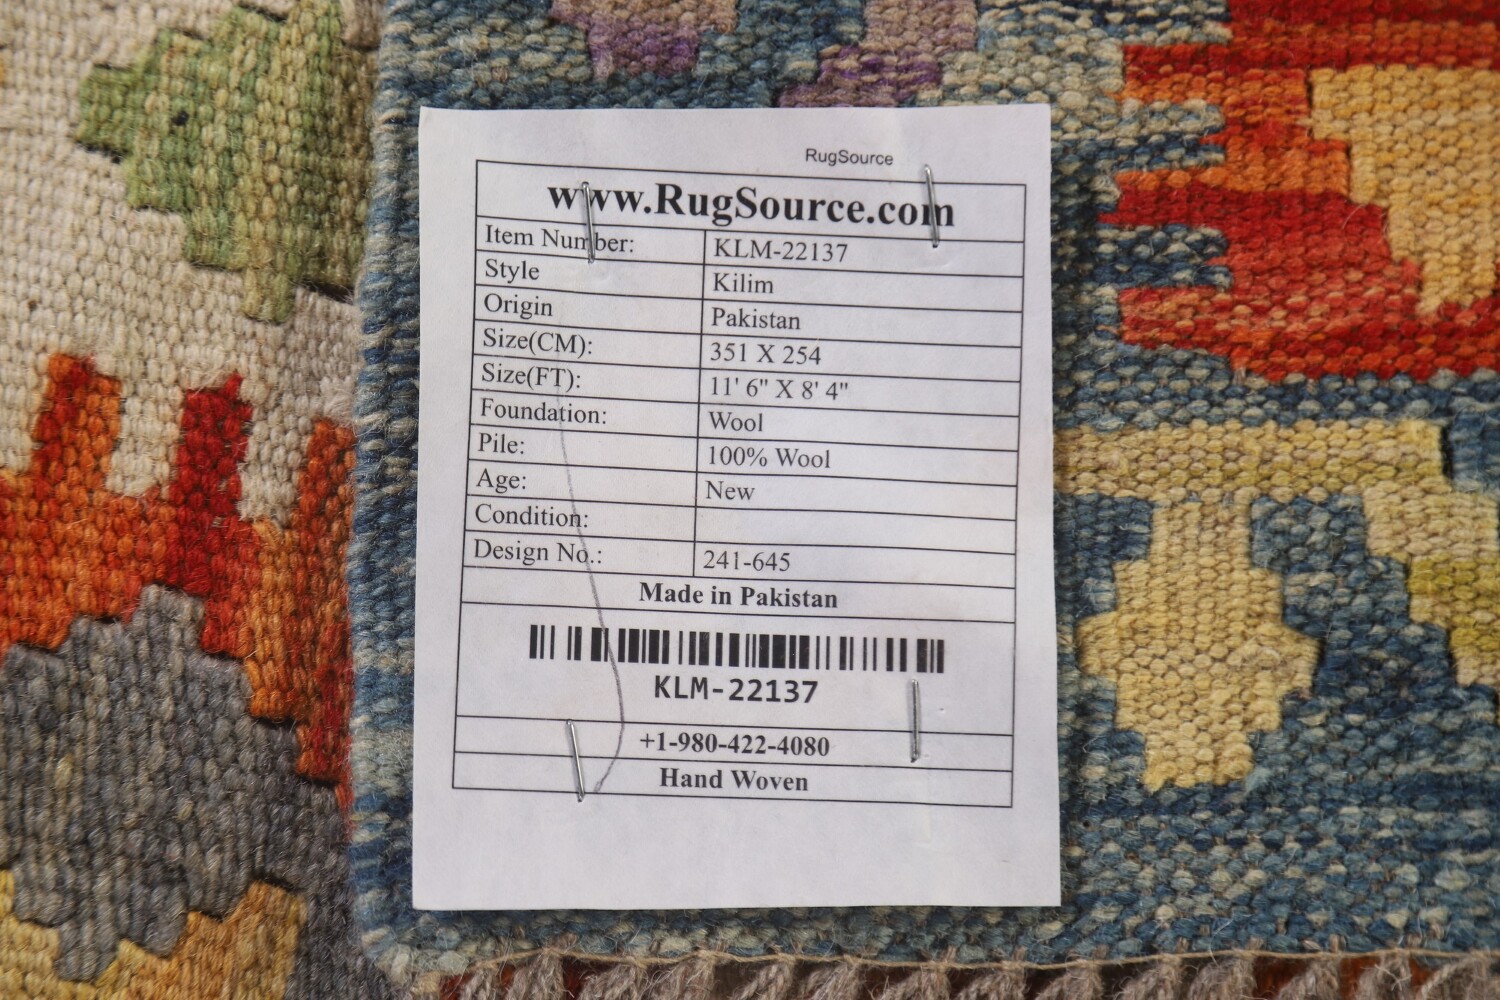 RugSource
www.RugSource.com
Item Number: KLM-22137
Style Kilim
Origin Pakistan
Size(CM): 351 X 254
Size(FT): 11' 6" X 8' 4"
Foundation: Wool
Pile: 100% Wool
Age: New
Condition:
Design No.: 241-645
Made in Pakistan
KLM-22137
+1-980-422-4080
Hand Woven